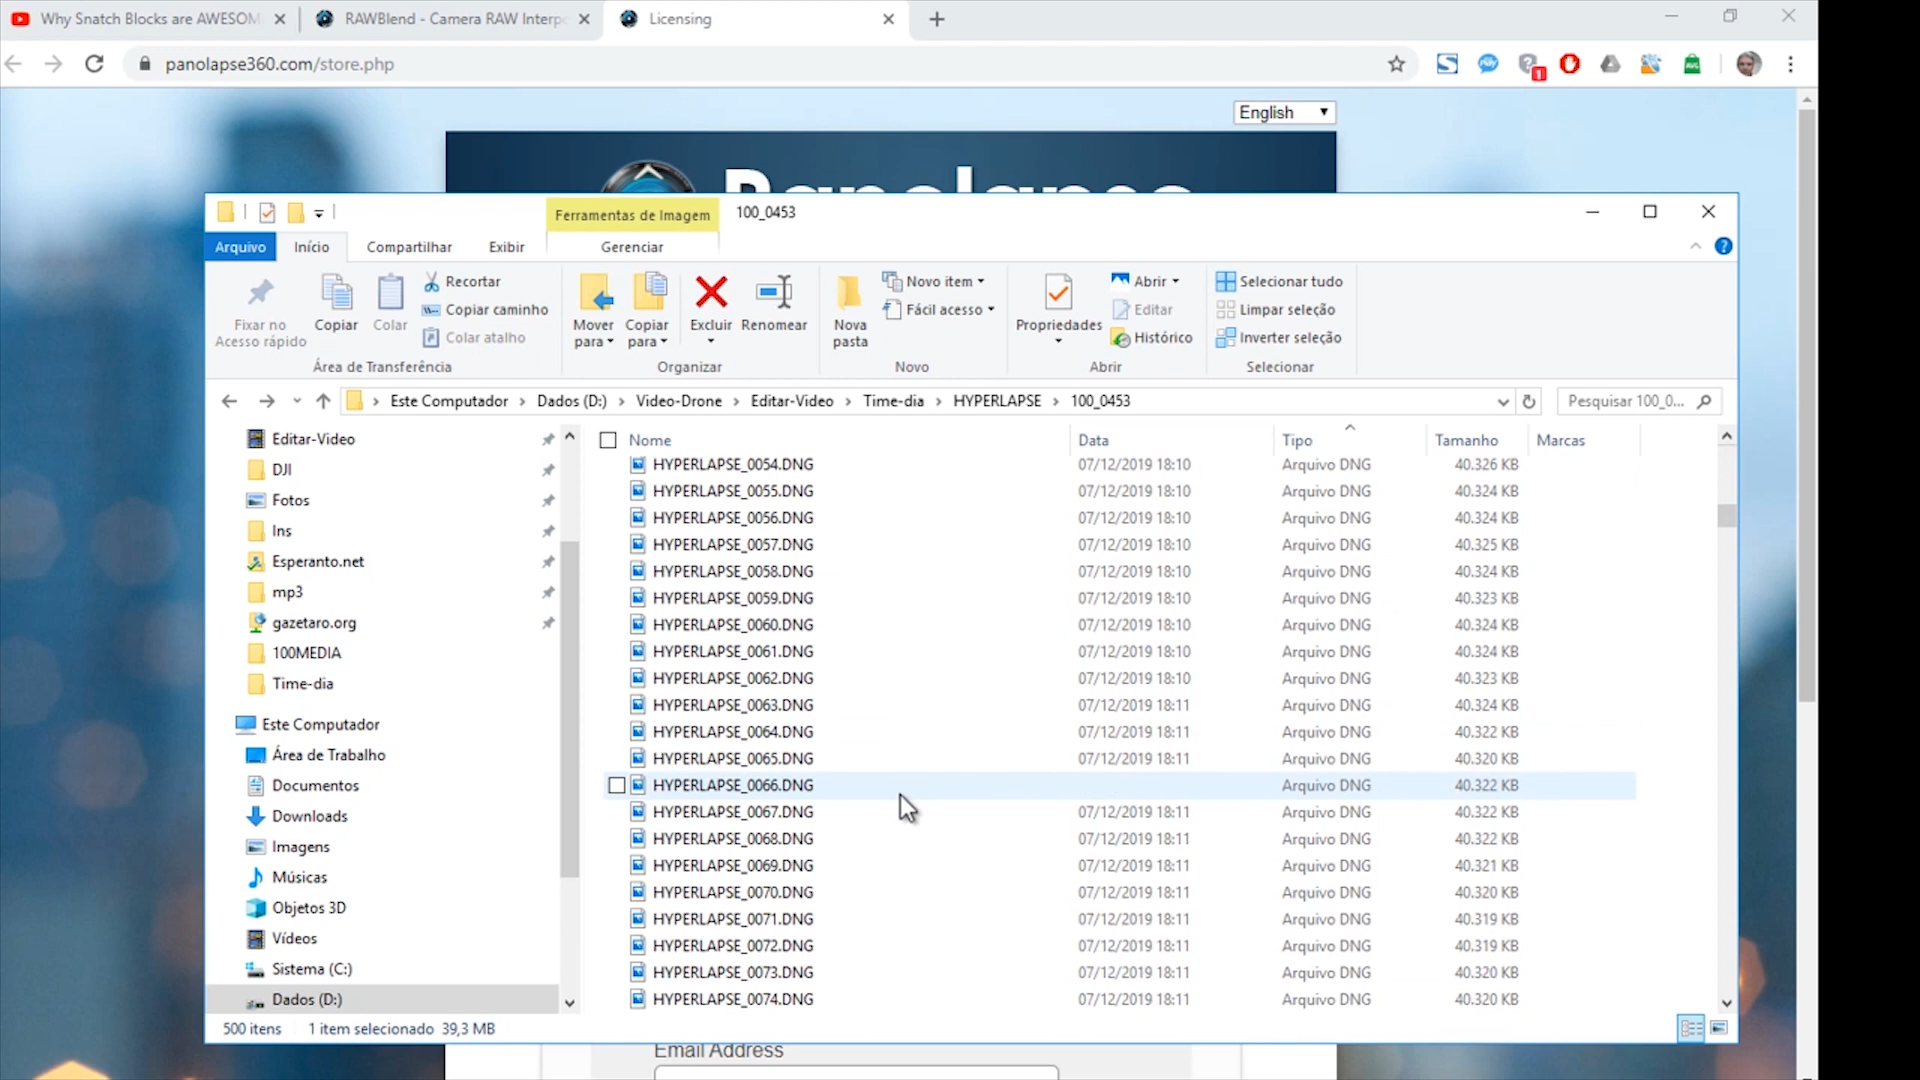 Why Snatch Blocks are AWESOM
RAWBlend - Camera RAW Interpo
Licensing
panolapse360.com/store.php
1
AVG
English
Panolapse
100_0453
Ferramentas de Imagem
Arquivo Início Compartilhar Exibir Gerenciar
Fixar no Acesso rápido
Copiar
Colar
Recortar
Copiar caminho
Colar atalho
Área de Transferência
Mover para
Copiar para
Excluir
Renomear
Organizar
Nova pasta
Novo item
Fácil acesso
Novo
Propriedades
Abrir
Editar
Histórico
Abrir
Selecionar tudo
Limpar seleção
Inverter seleção
Selecionar
Este Computador > Dados (D:) > Video-Drone > Editar-Video > Time-dia > HYPERLAPSE > 100_0453
Pesquisar 100_0...
Editar-Video
DJI
Fotos
Ins
Esperanto.net
mp3
gazetaro.org
100MEDIA
Time-dia
Este Computador
Área de Trabalho
Documentos
Downloads
Imagens
Músicas
Objetos 3D
Vídeos
Sistema (C:)
Dados (D:)
Nome Data Tipo Tamanho Marcas
HYPERLAPSE_0054.DNG 07/12/2019 18:10 Arquivo DNG 40.326 KB
HYPERLAPSE_0055.DNG 07/12/2019 18:10 Arquivo DNG 40.324 KB
HYPERLAPSE_0056.DNG 07/12/2019 18:10 Arquivo DNG 40.324 KB
HYPERLAPSE_0057.DNG 07/12/2019 18:10 Arquivo DNG 40.325 KB
HYPERLAPSE_0058.DNG 07/12/2019 18:10 Arquivo DNG 40.324 KB
HYPERLAPSE_0059.DNG 07/12/2019 18:10 Arquivo DNG 40.323 KB
HYPERLAPSE_0060.DNG 07/12/2019 18:10 Arquivo DNG 40.324 KB
HYPERLAPSE_0061.DNG 07/12/2019 18:10 Arquivo DNG 40.324 KB
HYPERLAPSE_0062.DNG 07/12/2019 18:10 Arquivo DNG 40.323 KB
HYPERLAPSE_0063.DNG 07/12/2019 18:11 Arquivo DNG 40.324 KB
HYPERLAPSE_0064.DNG 07/12/2019 18:11 Arquivo DNG 40.322 KB
HYPERLAPSE_0065.DNG 07/12/2019 18:11 Arquivo DNG 40.320 KB
HYPERLAPSE_0066.DNG Arquivo DNG 40.322 KB
HYPERLAPSE_0067.DNG 07/12/2019 18:11 Arquivo DNG 40.322 KB
HYPERLAPSE_0068.DNG 07/12/2019 18:11 Arquivo DNG 40.322 KB
HYPERLAPSE_0069.DNG 07/12/2019 18:11 Arquivo DNG 40.321 KB
HYPERLAPSE_0070.DNG 07/12/2019 18:11 Arquivo DNG 40.320 KB
HYPERLAPSE_0071.DNG 07/12/2019 18:11 Arquivo DNG 40.319 KB
HYPERLAPSE_0072.DNG 07/12/2019 18:11 Arquivo DNG 40.319 KB
HYPERLAPSE_0073.DNG 07/12/2019 18:11 Arquivo DNG 40.320 KB
HYPERLAPSE_0074.DNG 07/12/2019 18:11 Arquivo DNG 40.320 KB
500 itens 1 item selecionado 39,3 MB
Email Address